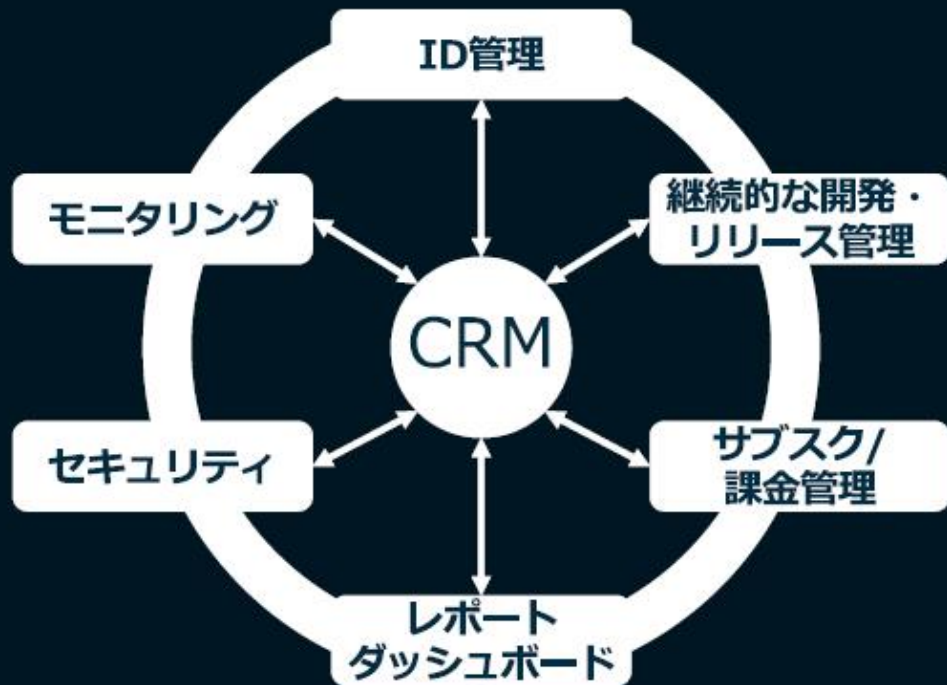 ID管理
モニタリング
継続的な開発・
リリース管理
CRM
セキュリティ
サブスク/
課金管理
レポート
ダッシュボード